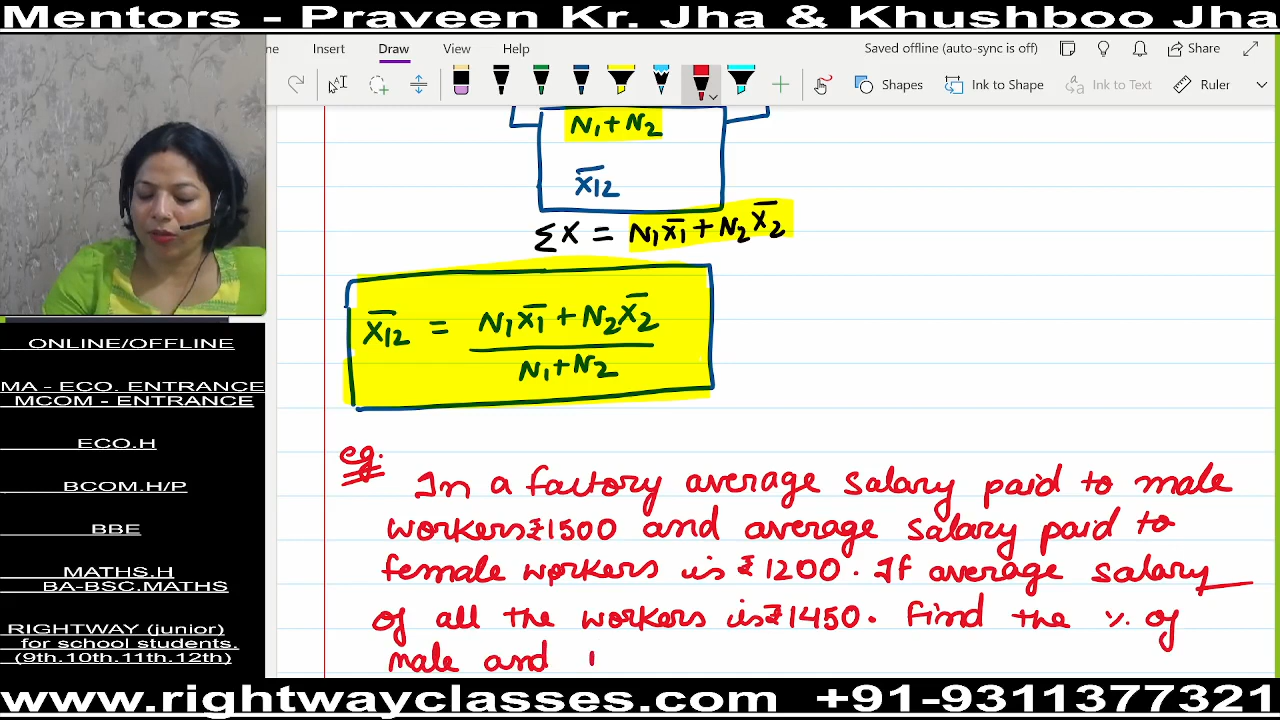 Mentors - Praveen Kr. Jha & Khushboo Jha
Insert Draw View Help
Saved offline (auto-sync is off)
Share
Shapes
Ink to Shape
Ink to Text
Ruler
N₁+N₂
x̄₁₂
∑X = N₁x̄₁ + N₂x̄₂
x̄₁₂ = (N₁x̄₁ + N₂x̄₂) / (N₁+N₂)
eg.
In a factory average salary paid to male
workers ₹1500 and average salary paid to
female workers is ₹1200. If average salary
of all the workers is ₹1450. Find the % of
male and
ONLINE/OFFLINE
MA - ECO. ENTRANCE
MCOM - ENTRANCE
ECO.H
BCOM.H/P
BBE
MATHS.H
BA-BSC.MATHS
RIGHTWAY (junior)
for school students.
(9th.10th.11th.12th)
www.rightwayclasses.com +91-9311377321